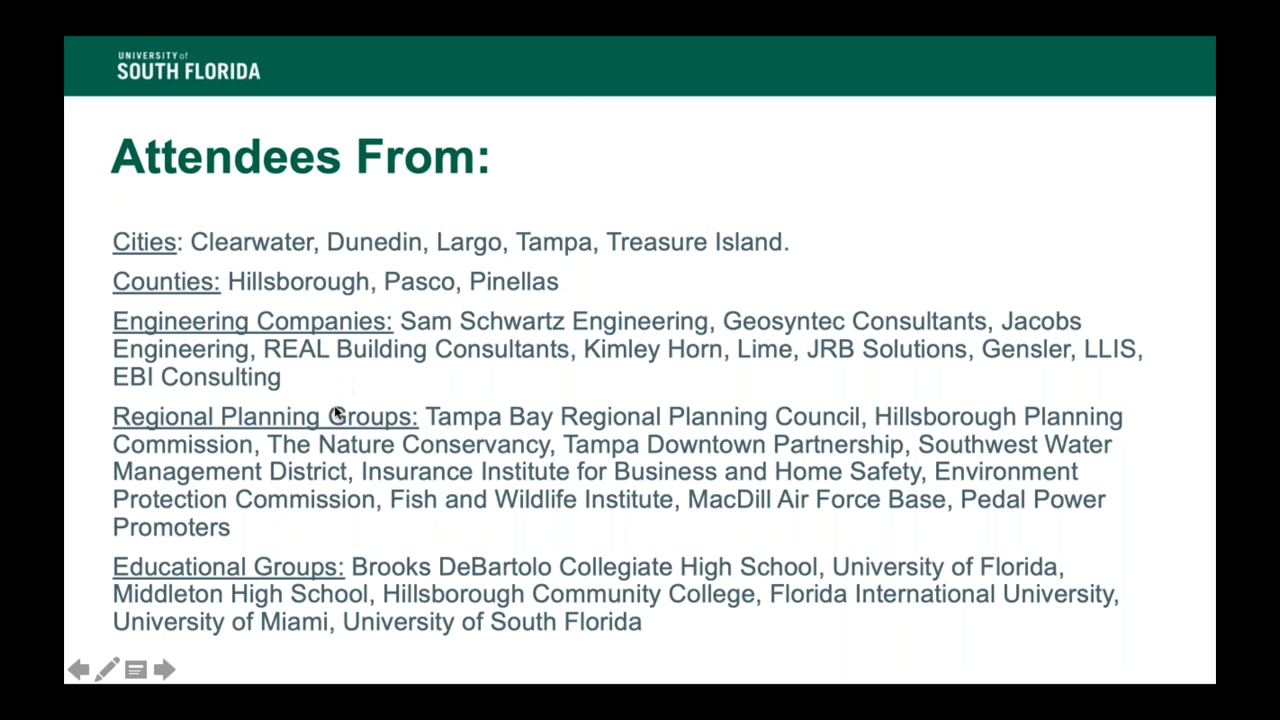 UNIVERSITY of
SOUTH FLORIDA
Attendees From:
Cities: Clearwater, Dunedin, Largo, Tampa, Treasure Island.
Counties: Hillsborough, Pasco, Pinellas
Engineering Companies: Sam Schwartz Engineering, Geosyntec Consultants, Jacobs
Engineering, REAL Building Consultants, Kimley Horn, Lime, JRB Solutions, Gensler, LLIS,
EBI Consulting
Regional Planning Groups: Tampa Bay Regional Planning Council, Hillsborough Planning
Commission, The Nature Conservancy, Tampa Downtown Partnership, Southwest Water
Management District, Insurance Institute for Business and Home Safety, Environment
Protection Commission, Fish and Wildlife Institute, MacDill Air Force Base, Pedal Power
Promoters
Educational Groups: Brooks DeBartolo Collegiate High School, University of Florida,
Middleton High School, Hillsborough Community College, Florida International University,
University of Miami, University of South Florida